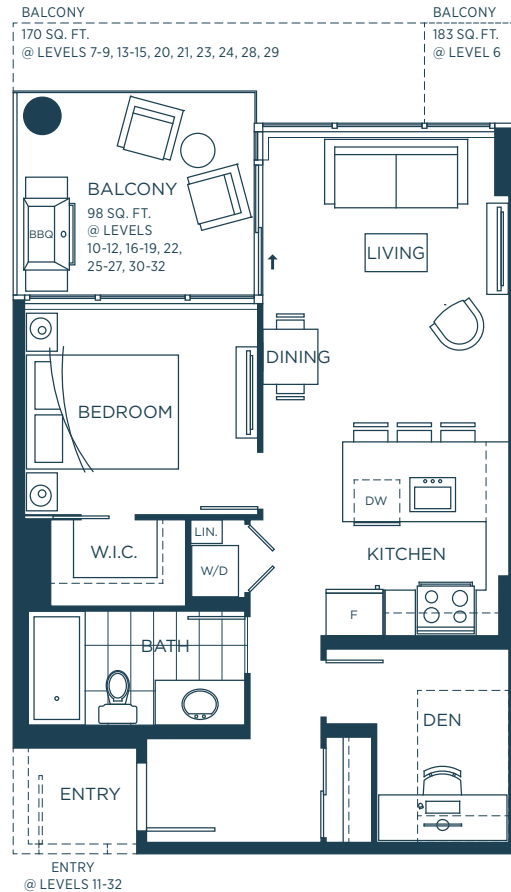 BALCONY
170 SQ. FT.
@ LEVELS 7-9, 13-15, 20, 21, 23, 24, 28, 29
BALCONY
183 SQ. FT.
@ LEVEL 6
BALCONY
98 SQ. FT.
@ LEVELS
10-12, 16-19, 22,
25-27, 30-32
BBQ
LIVING
DINING
BEDROOM
DW
LIN.
W.I.C.
KITCHEN
W/D
F
BATH
DEN
ENTRY
ENTRY
@ LEVELS 11-32